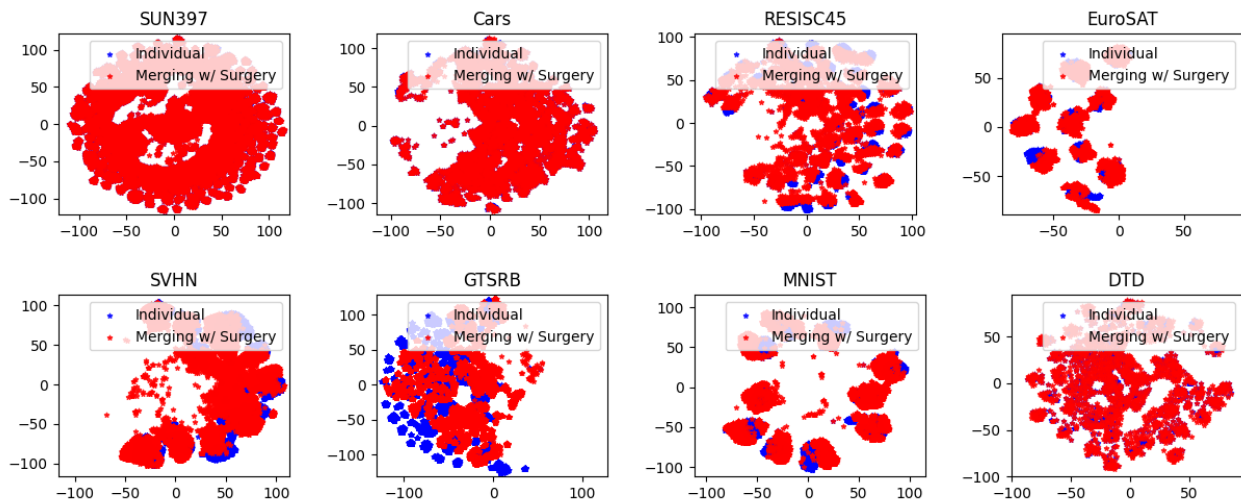 SUN397
Cars
RESISC45
EuroSAT
Individual
Merging w/ Surgery
Individual
Merging w/ Surgery
Individual
Merging w/ Surgery
Individual
Merging w/ Surgery
100
50
0
−50
−100
100
50
0
−50
−100
100
50
0
−50
−100
50
0
−50
−100 −50 0 50 100
−100 −50 0 50 100
−100 −50 0 50 100
−50 0 50
SVHN
GTSRB
MNIST
DTD
Individual
Merging w/ Surgery
Individual
Merging w/ Surgery
Individual
Merging w/ Surgery
Individual
Merging w/ Surgery
100
50
0
−50
−100
100
50
0
−50
−100
100
50
0
−50
−100
50
0
−50
−100
−100 −50 0 50 100
−100 0 100
−100 −50 0 50 100
−100 −50 0 50